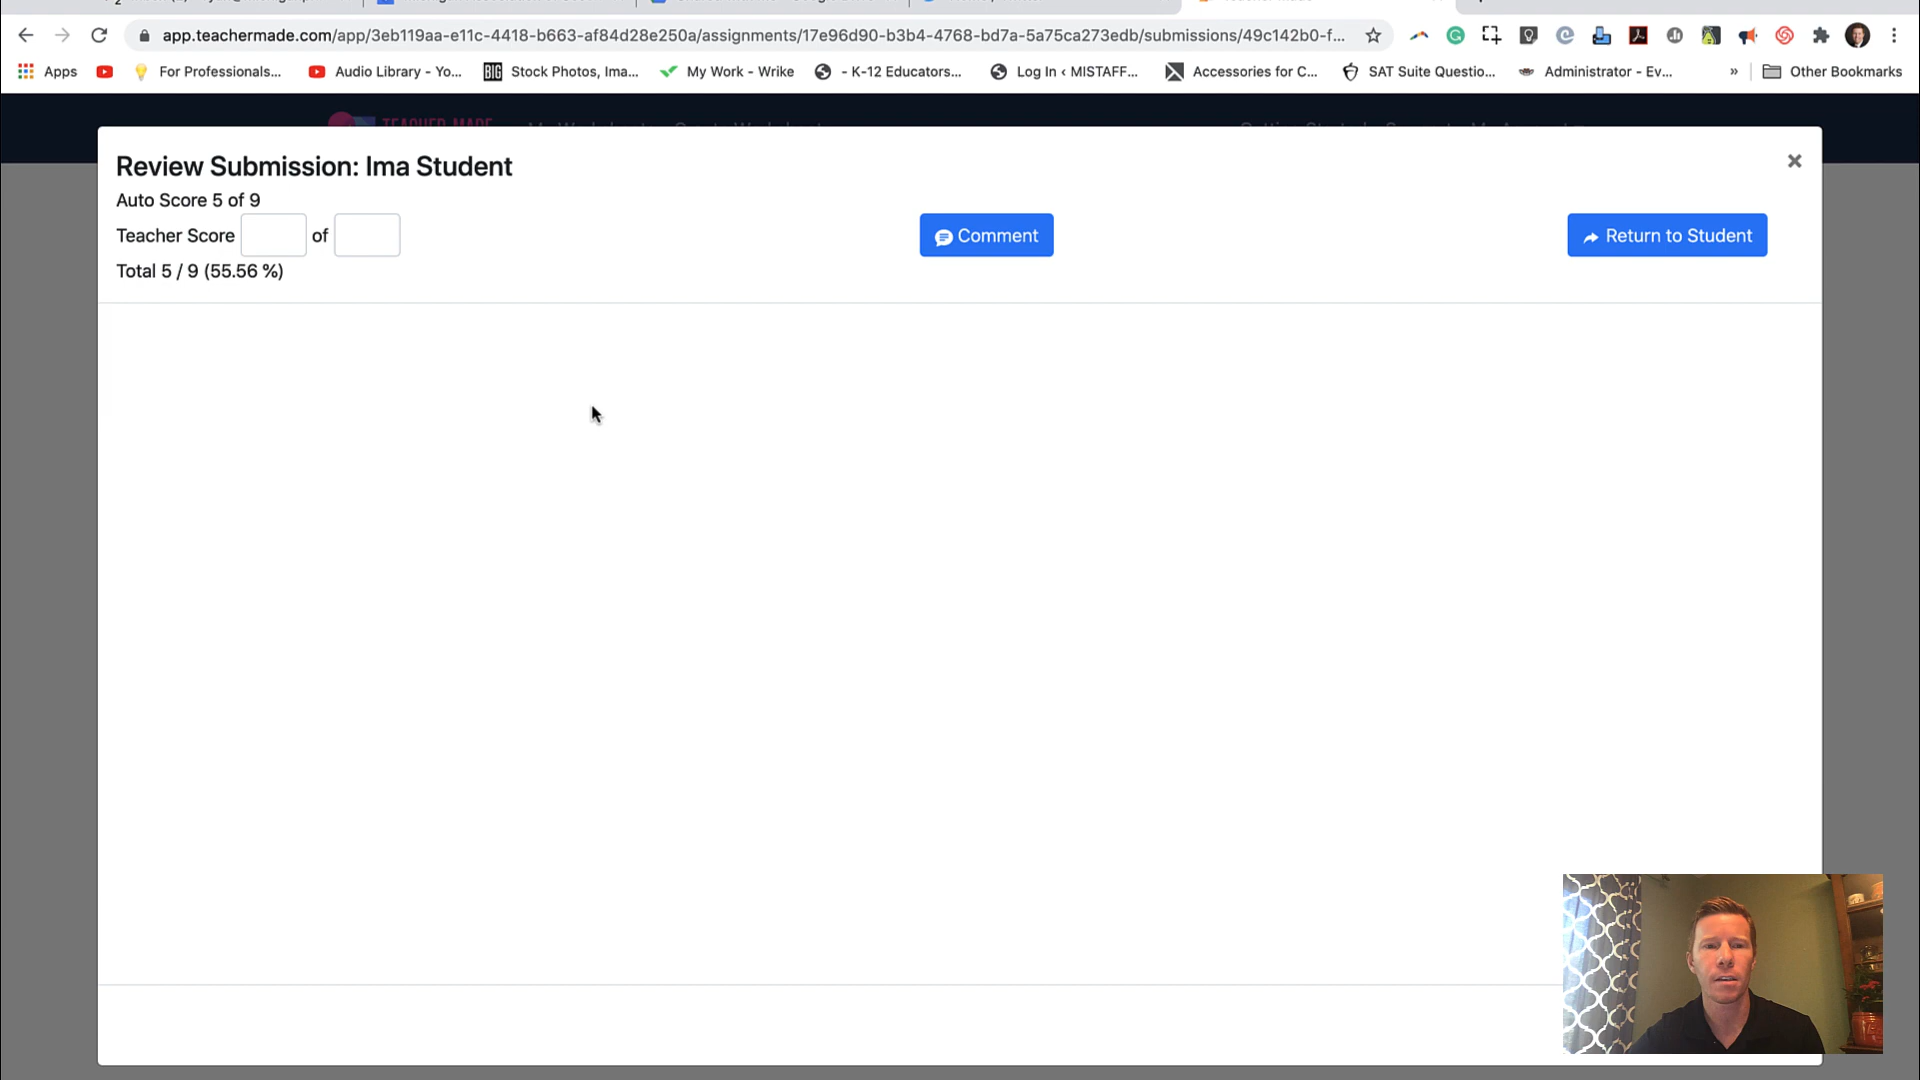 app.teachermade.com/app/3eb119aa-e11c-4418-b663-af84d28e250a/assignments/17e96d90-b3b4-4768-bd7a-5a75ca273edb/submissions/49c142b0-f...
Apps For Professionals... Audio Library - Yo... BIG Stock Photos, Ima... My Work - Wrike - K-12 Educators... Log In ‹ MISTAFF... Accessories for C... SAT Suite Questio... Administrator - Ev... » Other Bookmarks
Review Submission: Ima Student ×
Auto Score 5 of 9
Teacher Score of Comment Return to Student
Total 5 / 9 (55.56 %)